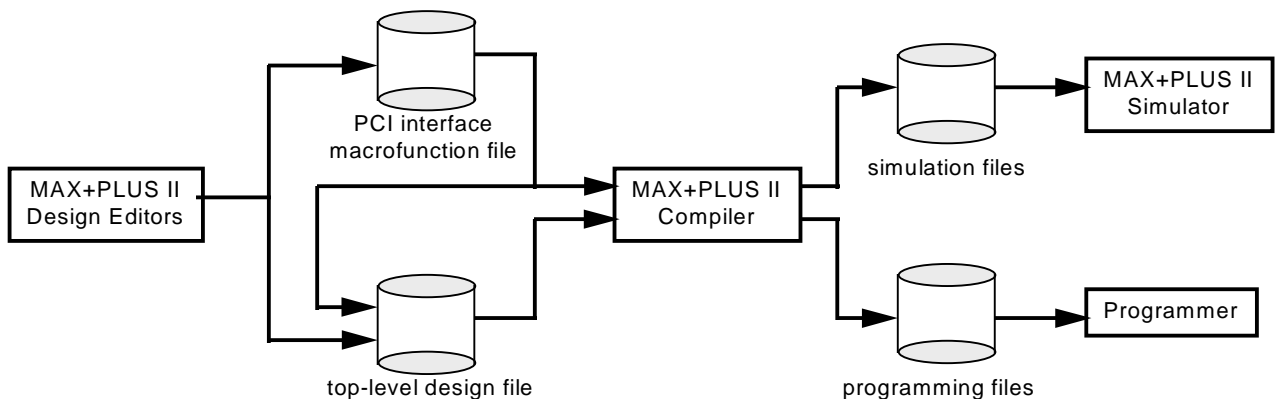 MAX+PLUS II
Design Editors
PCI interface
macrofunction file
top-level design file
MAX+PLUS II
Compiler
simulation files
MAX+PLUS II
Simulator
programming files
Programmer